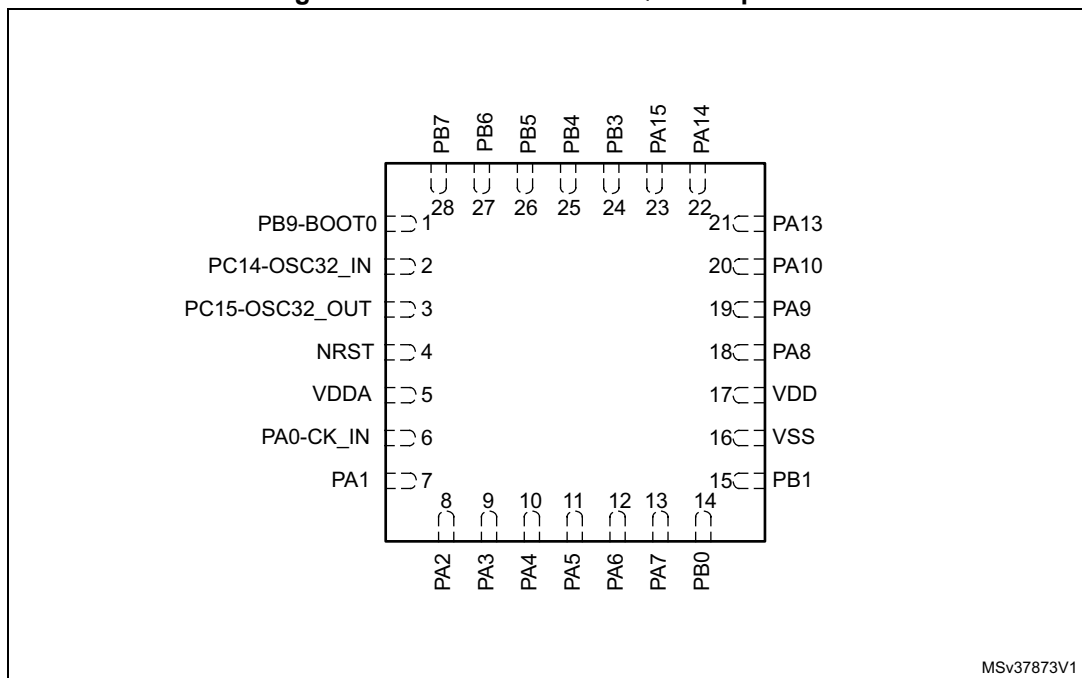 PB7 PB6 PB5 PB4 PB3 PA15 PA14
28 27 26 25 24 23 22
PB9-BOOT0 1 21 PA13
PC14-OSC32_IN 2 20 PA10
PC15-OSC32_OUT 3 19 PA9
NRST 4 18 PA8
VDDA 5 17 VDD
PA0-CK_IN 6 16 VSS
PA1 7 15 PB1
8 9 10 11 12 13 14
PA2 PA3 PA4 PA5 PA6 PA7 PB0
MSv37873V1